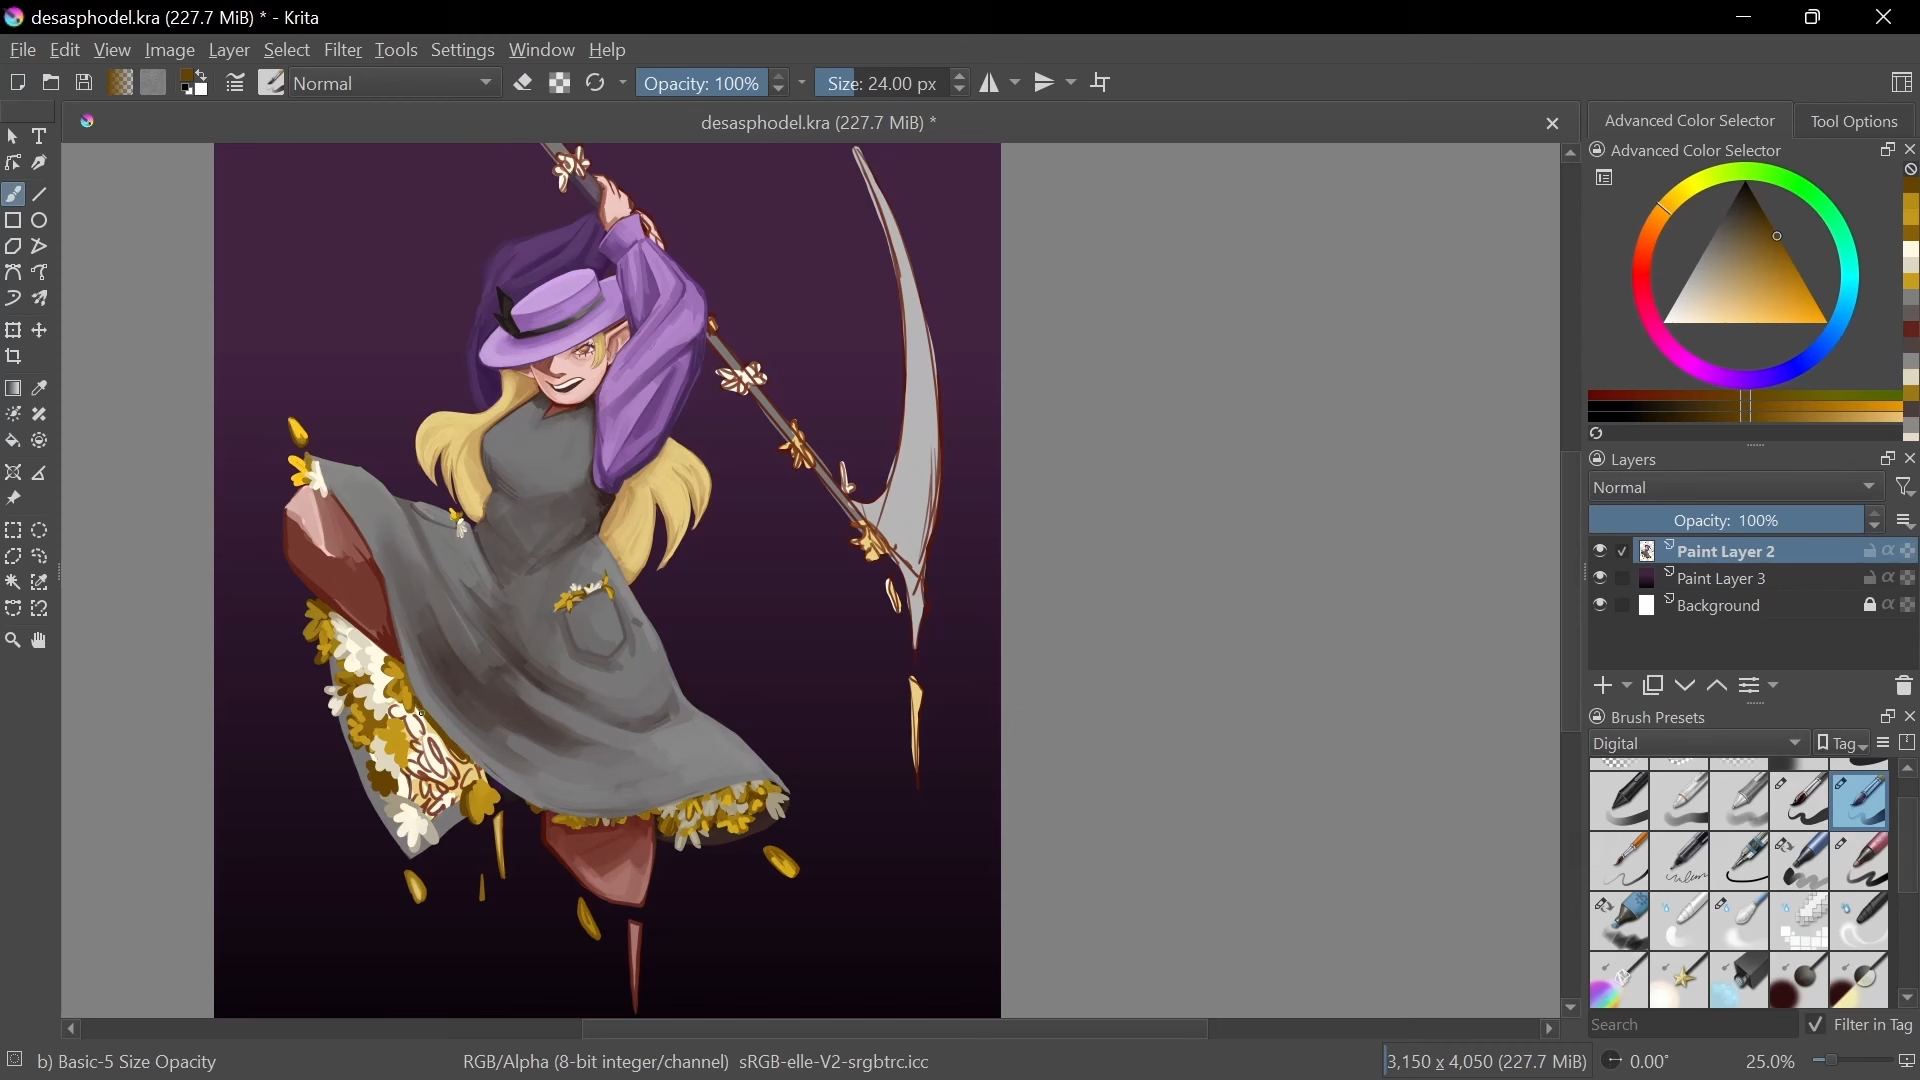 desasphodel.kra (227.7 MiB) * - Krita
File Edit View Image Layer Select Filter Tools Settings Window Help
Normal Opacity: 100% Size: 24.00 px
desasphodel.kra (227.7 MiB) *
Advanced Color Selector Tool Options
Advanced Color Selector
Layers
Normal
Opacity: 100%
Paint Layer 2
Paint Layer 3
Background
Brush Presets
Digital Tag
Search Filter in Tag
b) Basic-5 Size Opacity RGB/Alpha (8-bit integer/channel) sRGB-elle-V2-srgbtrc.icc 3,150 x 4,050 (227.7 MiB) 0.00° 25.0%